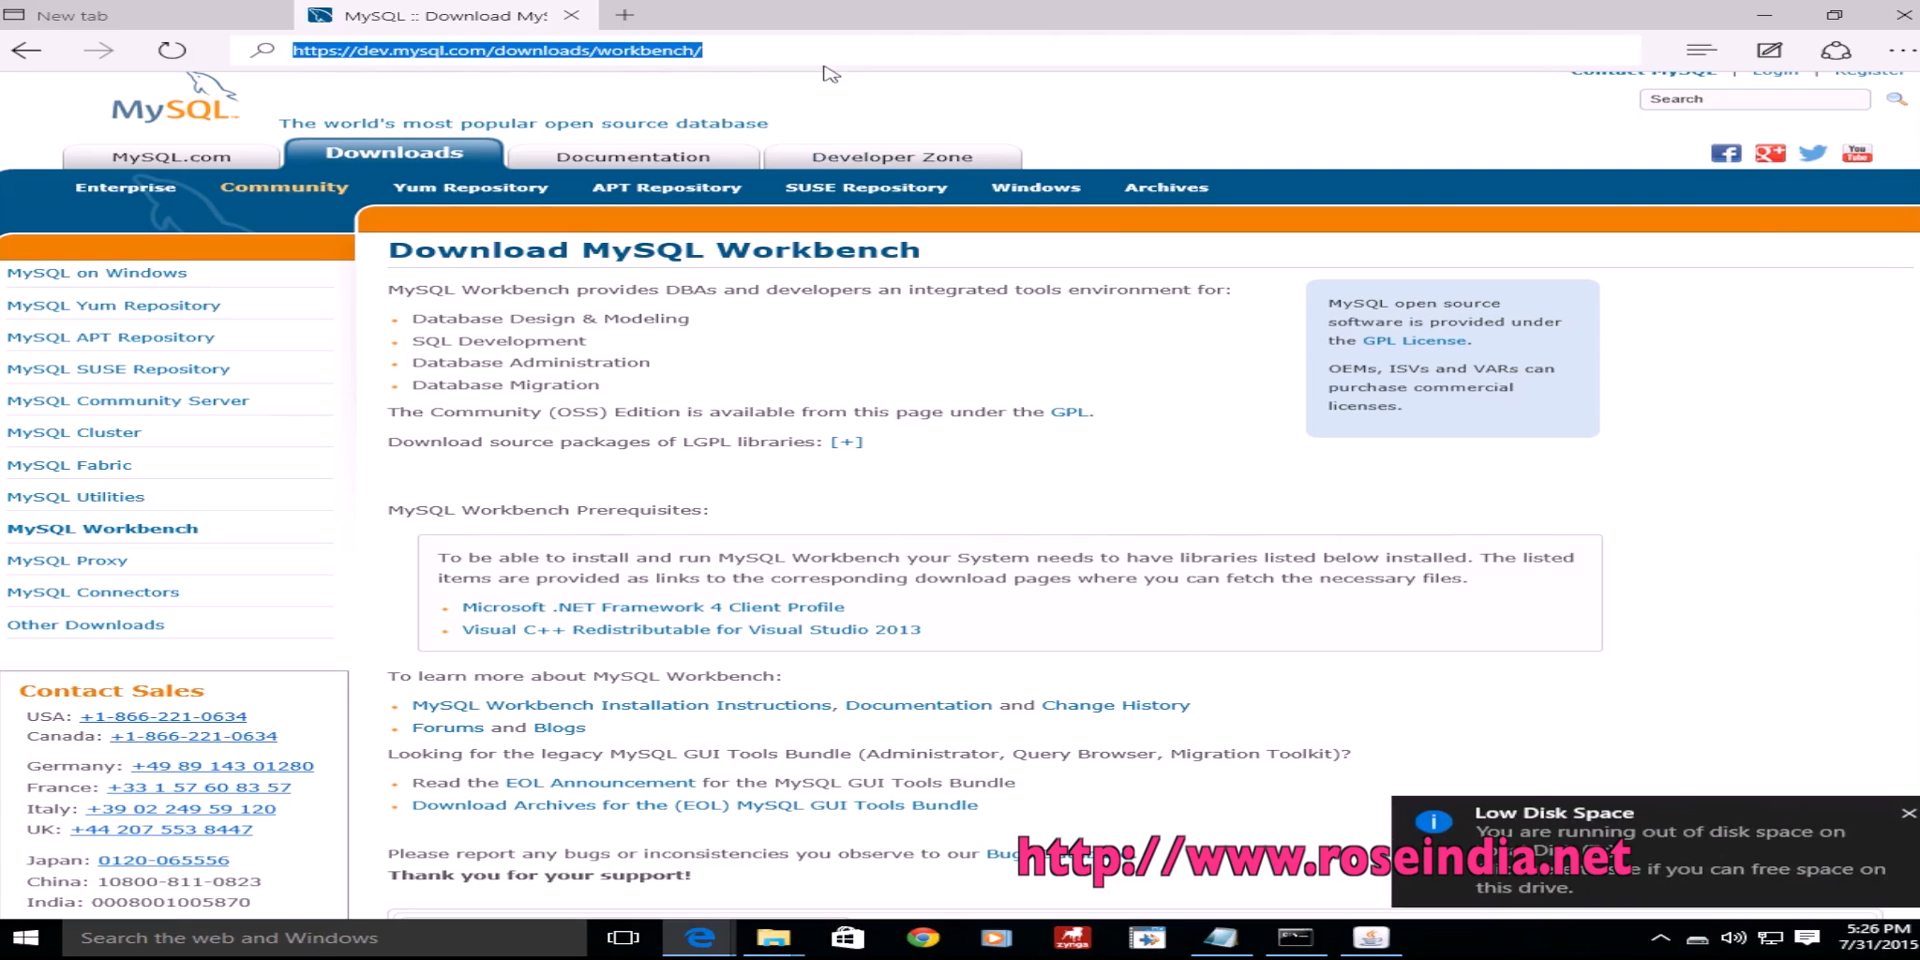 New tab
MySQL :: Download MyS
https://dev.mysql.com/downloads/workbench/
Contact MySQL | Login | Register
MySQL
The world's most popular open source database
Search
MySQL.com
Downloads
Documentation
Developer Zone
You Tube
Enterprise
Community
Yum Repository
APT Repository
SUSE Repository
Windows
Archives
MySQL on Windows
MySQL Yum Repository
MySQL APT Repository
MySQL SUSE Repository
MySQL Community Server
MySQL Cluster
MySQL Fabric
MySQL Utilities
MySQL Workbench
MySQL Proxy
MySQL Connectors
Other Downloads
Contact Sales
USA: +1-866-221-0634
Canada: +1-866-221-0634
Germany: +49 89 143 01280
France: +33 1 57 60 83 57
Italy: +39 02 249 59 120
UK: +44 207 553 8447
Japan: 0120-065556
China: 10800-811-0823
India: 0008001005870
Download MySQL Workbench
MySQL Workbench provides DBAs and developers an integrated tools environment for:
Database Design & Modeling
SQL Development
Database Administration
Database Migration
The Community (OSS) Edition is available from this page under the GPL.
Download source packages of LGPL libraries: [+]
MySQL open source
software is provided under
the GPL License.
OEMs, ISVs and VARs can
purchase commercial
licenses.
MySQL Workbench Prerequisites:
To be able to install and run MySQL Workbench your System needs to have libraries listed below installed. The listed
items are provided as links to the corresponding download pages where you can fetch the necessary files.
Microsoft .NET Framework 4 Client Profile
Visual C++ Redistributable for Visual Studio 2013
To learn more about MySQL Workbench:
MySQL Workbench Installation Instructions, Documentation and Change History
Forums and Blogs
Looking for the legacy MySQL GUI Tools Bundle (Administrator, Query Browser, Migration Toolkit)?
Read the EOL Announcement for the MySQL GUI Tools Bundle
Download Archives for the (EOL) MySQL GUI Tools Bundle
Please report any bugs or inconsistencies you observe to our
Thank you for your support!
http://www.roseindia.net
Low Disk Space
You are running out of disk space on
if you can free space on
this drive.
Search the web and Windows
zynga
5:26 PM
7/31/2015